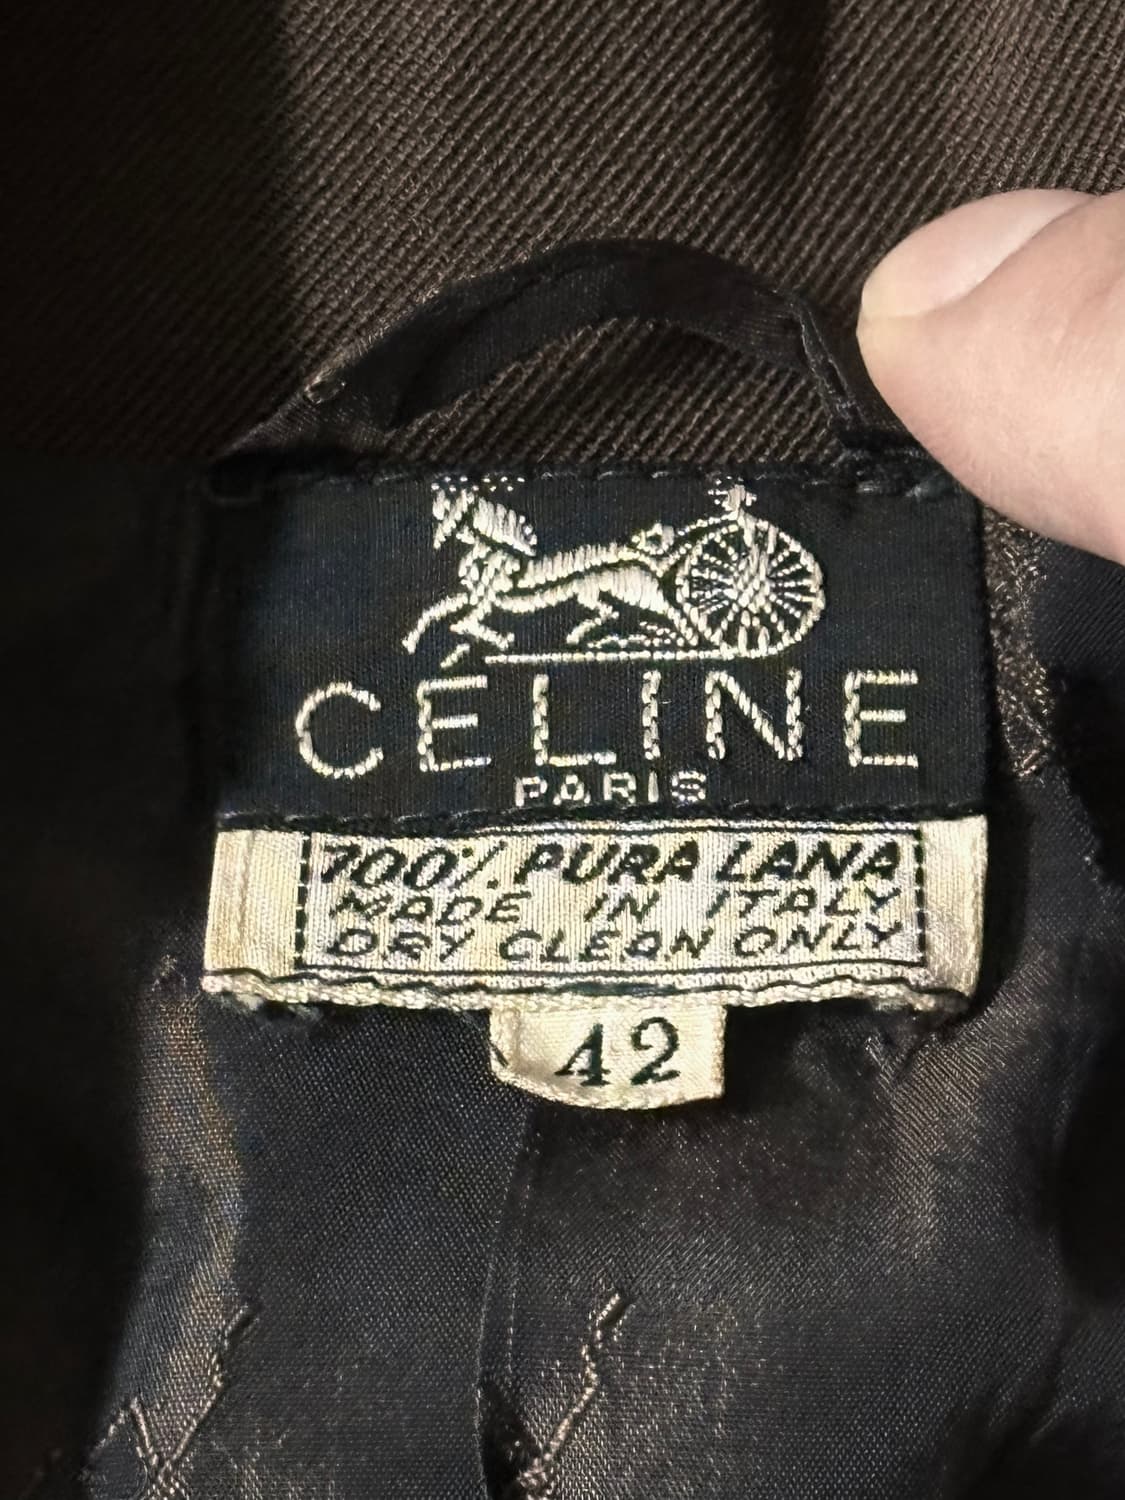 CÉLINE
PARIS
100% PURA LANA
MADE IN ITALY
DRY CLEAN ONLY
42